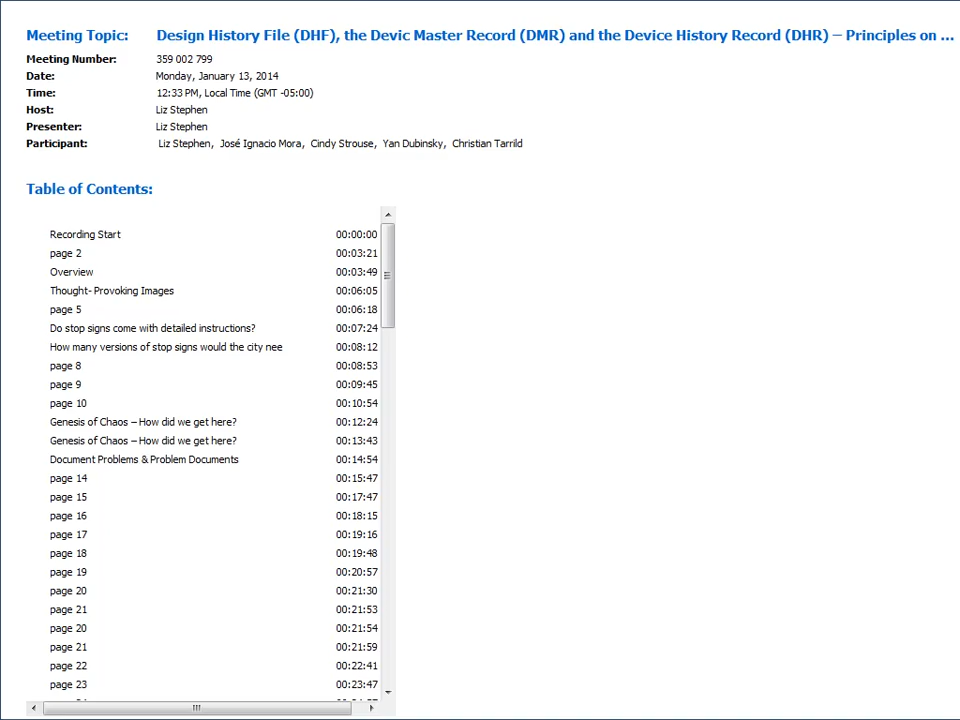 Meeting Topic: Design History File (DHF), the Devic Master Record (DMR) and the Device History Record (DHR) – Principles on ...
Meeting Number: 359 002 799
Date: Monday, January 13, 2014
Time: 12:33 PM, Local Time (GMT -05:00)
Host: Liz Stephen
Presenter: Liz Stephen
Participant: Liz Stephen, José Ignacio Mora, Cindy Strouse, Yan Dubinsky, Christian Tarrild
Table of Contents:
Recording Start 00:00:00
page 2 00:03:21
Overview 00:03:49
Thought- Provoking Images 00:06:05
page 5 00:06:18
Do stop signs come with detailed instructions? 00:07:24
How many versions of stop signs would the city nee 00:08:12
page 8 00:08:53
page 9 00:09:45
page 10 00:10:54
Genesis of Chaos – How did we get here? 00:12:24
Genesis of Chaos – How did we get here? 00:13:43
Document Problems & Problem Documents 00:14:54
page 14 00:15:47
page 15 00:17:47
page 16 00:18:15
page 17 00:19:16
page 18 00:19:48
page 19 00:20:57
page 20 00:21:30
page 21 00:21:53
page 20 00:21:54
page 21 00:21:59
page 22 00:22:41
page 23 00:23:47